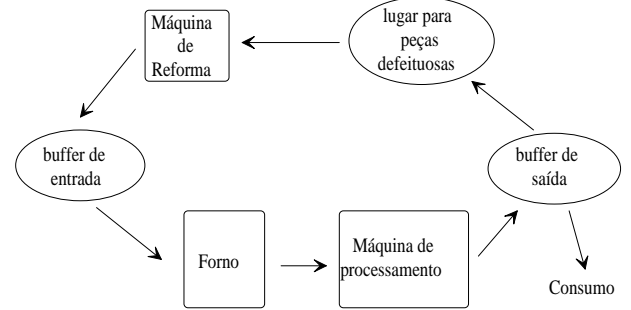 Máquina
de
Reforma
lugar para
peças
defeituosas
buffer de
entrada
buffer de
saída
Forno
Máquina de
processamento
Consumo